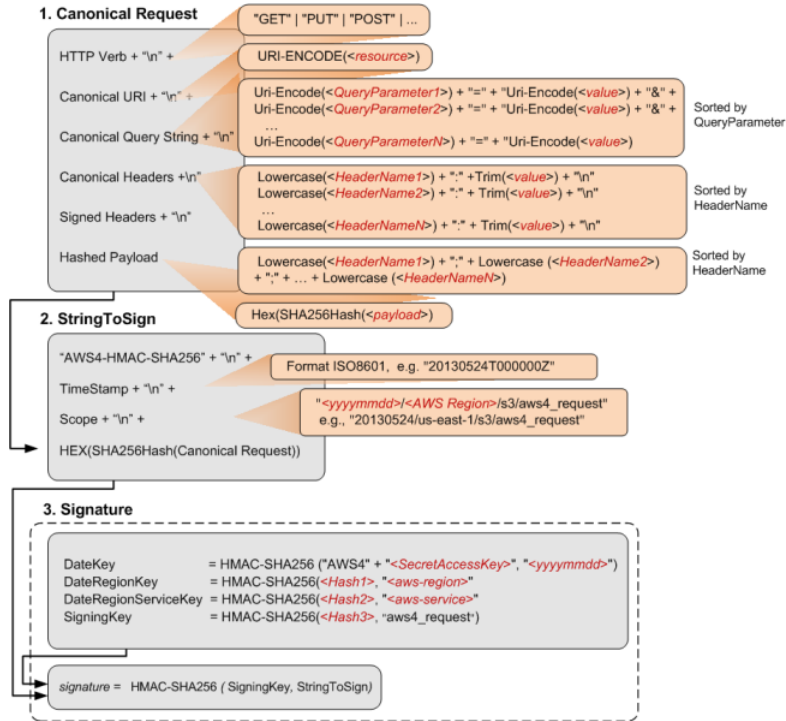 1. Canonical Request
"GET" | "PUT" | "POST" | ...
HTTP Verb + "\n" +
URI-ENCODE(<resource>)
Canonical URI + "\n" +
Uri-Encode(<QueryParameter1>) + "=" + "Uri-Encode(<value>) + "&" +
Uri-Encode(<QueryParameter2>) + "=" + "Uri-Encode(<value>) + "&" +
...
Uri-Encode(<QueryParameterN>) + "=" + "Uri-Encode(<value>)
Sorted by
QueryParameter
Canonical Query String + "\n"
Canonical Headers +\n"
Lowercase(<HeaderName1>) + ":" +Trim(<value>) + "\n"
Lowercase(<HeaderName2>) + ":" + Trim(<value>) + "\n"
...
Lowercase(<HeaderNameN>) + ":" + Trim(<value>) + "\n"
Sorted by
HeaderName
Signed Headers + "\n"
Lowercase(<HeaderName1>) + ";" + Lowercase (<HeaderName2>)
+ ";" + ... + Lowercase (<HeaderNameN>)
Sorted by
HeaderName
Hashed Payload
Hex(SHA256Hash(<payload>)
2. StringToSign
"AWS4-HMAC-SHA256" + "\n" +
Format ISO8601, e.g. "20130524T000000Z"
TimeStamp + "\n" +
"<yyyymmdd>/<AWS Region>/s3/aws4_request"
e.g., "20130524/us-east-1/s3/aws4_request"
Scope + "\n" +
HEX(SHA256Hash(Canonical Request))
3. Signature
DateKey = HMAC-SHA256 ("AWS4" + "<SecretAccessKey>", "<yyyymmdd>")
DateRegionKey = HMAC-SHA256(<Hash1>, "<aws-region>"
DateRegionServiceKey = HMAC-SHA256(<Hash2>, "<aws-service>"
SigningKey = HMAC-SHA256(<Hash3>, "aws4_request")
signature = HMAC-SHA256 ( SigningKey, StringToSign)